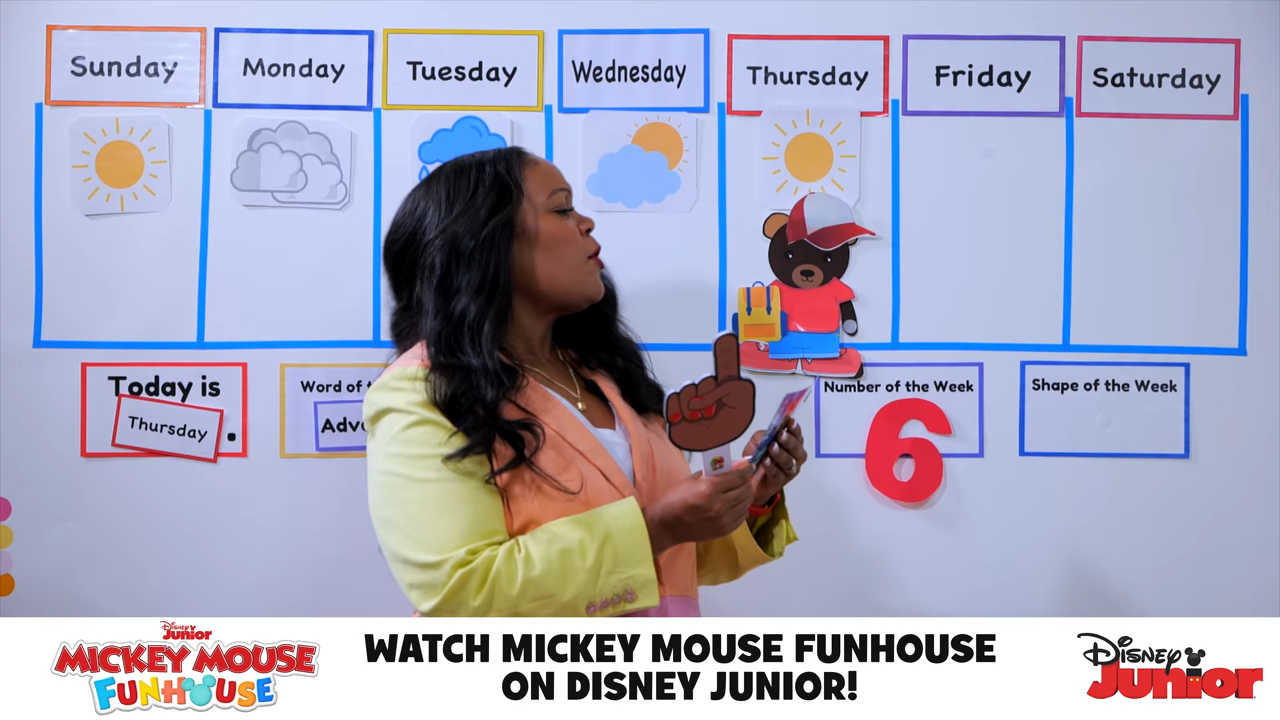 Sunday
Monday
Tuesday
Wednesday
Thursday
Friday
Saturday
Today is
Thursday
.
Word of
Number of the Week
6
Shape of the Week
Disney
Junior
MICKEY MOUSE
FUNHOUSE
WATCH MICKEY MOUSE FUNHOUSE
ON DISNEY JUNIOR!
Disney
Junior